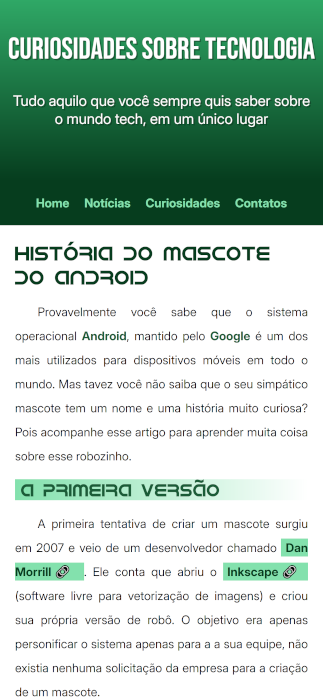 CURIOSIDADES SOBRE TECNOLOGIA
Tudo aquilo que você sempre quis saber sobre
o mundo tech, em um único lugar
Home Notícias Curiosidades Contatos
HISTÓRIA DO MASCOTE
DO ANDROID
Provavelmente você sabe que o sistema
operacional Android, mantido pelo Google é um dos
mais utilizados para dispositivos móveis em todo o
mundo. Mas tavez você não saiba que o seu simpático
mascote tem um nome e uma história muito curiosa?
Pois acompanhe esse artigo para aprender muita coisa
sobre esse robozinho.
A PRIMEIRA VERSÃO
A primeira tentativa de criar um mascote surgiu
em 2007 e veio de um desenvolvedor chamado Dan
Morrill . Ele conta que abriu o Inkscape
(software livre para vetorização de imagens) e criou
sua própria versão de robô. O objetivo era apenas
personificar o sistema apenas para a a sua equipe, não
existia nenhuma solicitação da empresa para a criação
de um mascote.